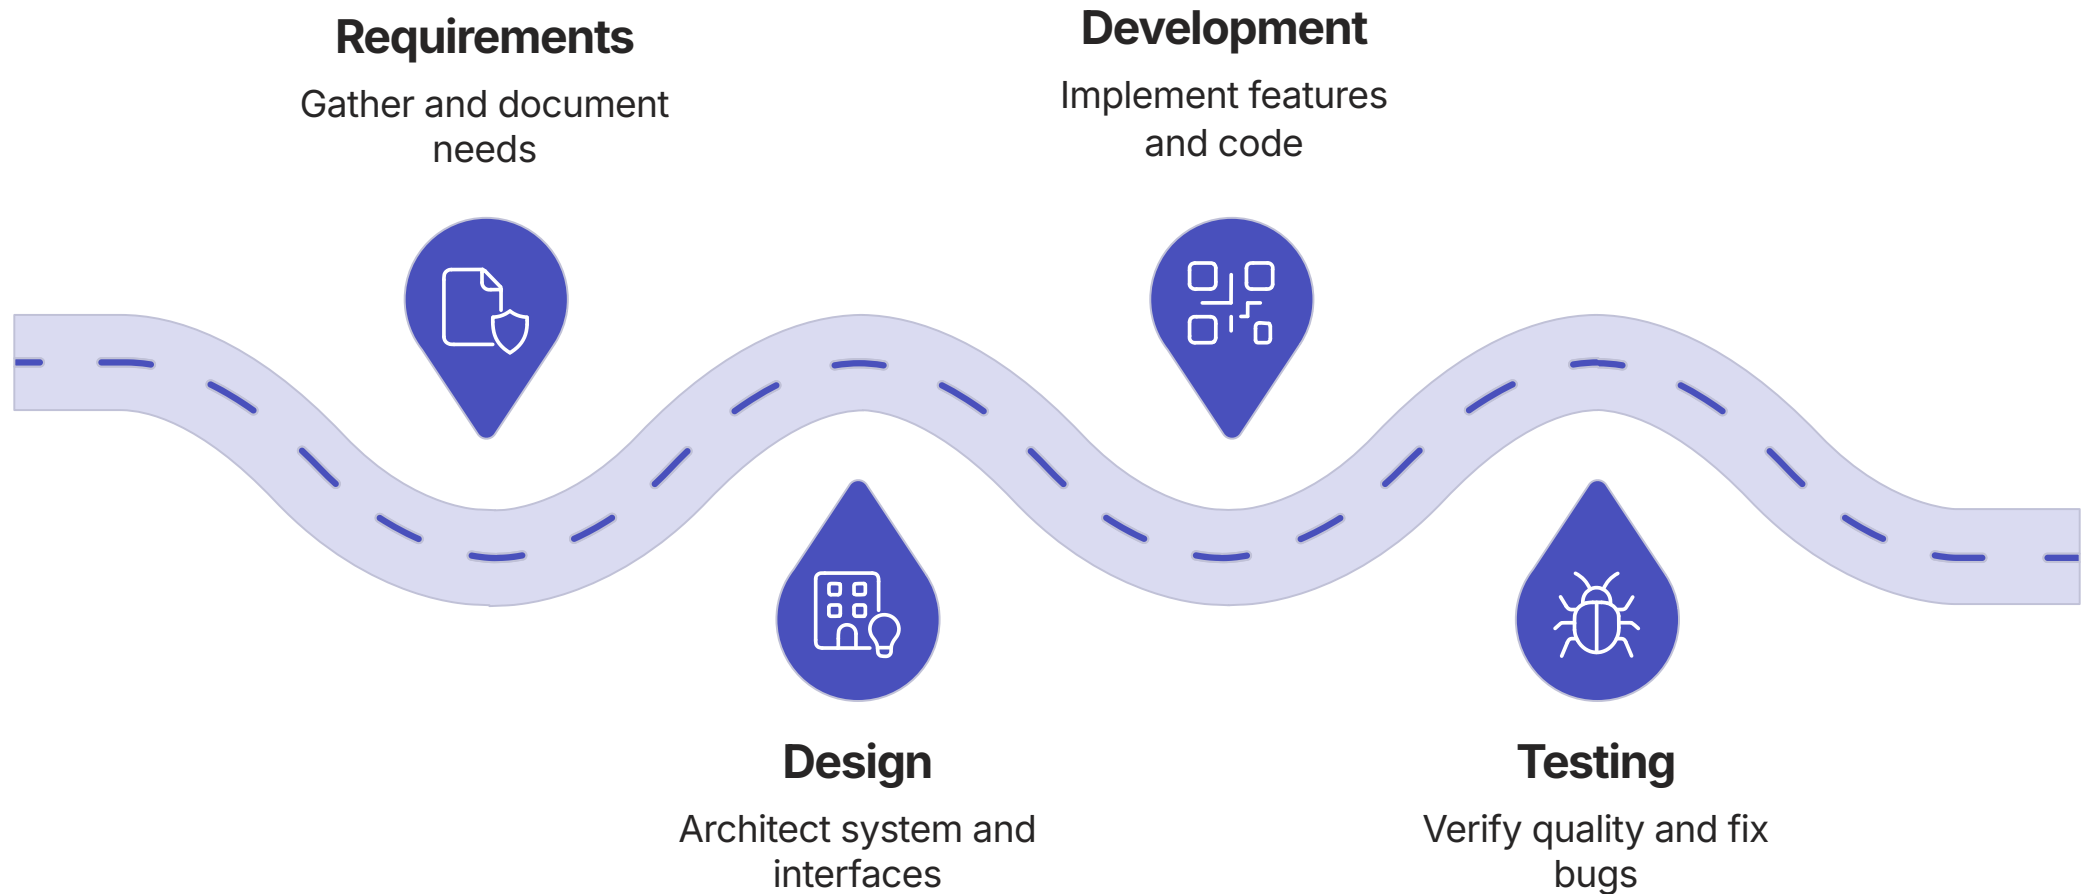 Requirements
Gather and document
needs
Development
Implement features
and code
Design
Architect system and
interfaces
Testing
Verify quality and fix
bugs